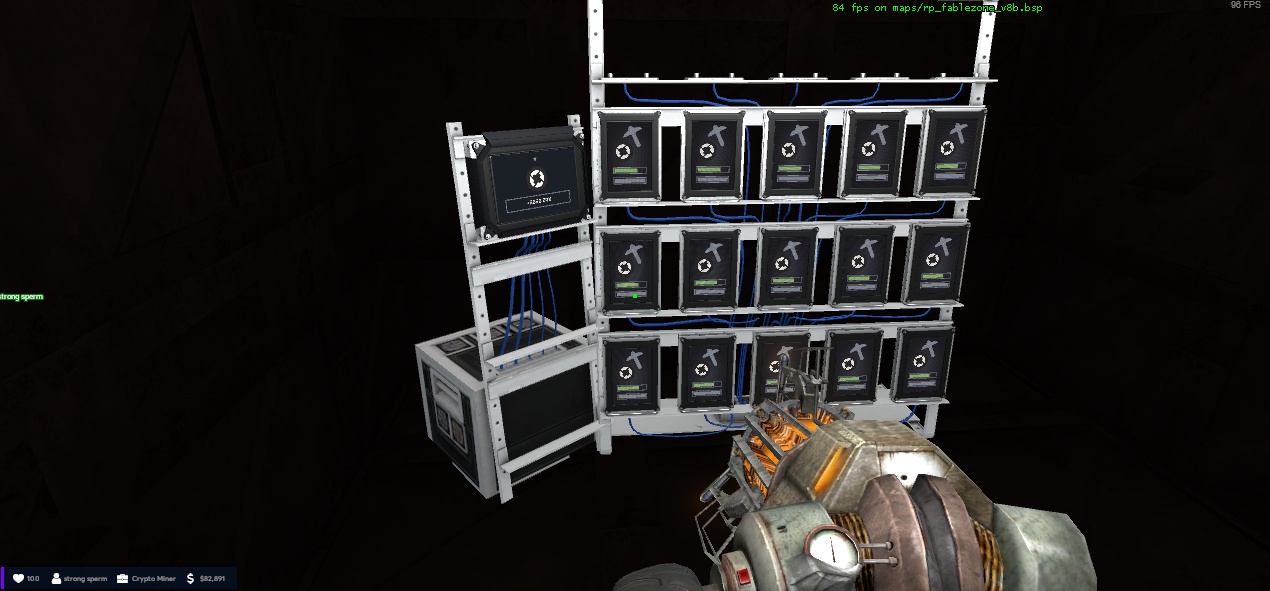 84 fps on maps/rp_fablezone_v8b.bsp
96 FPS
strong sperm
100
strong sperm
Crypto Miner
$82,891